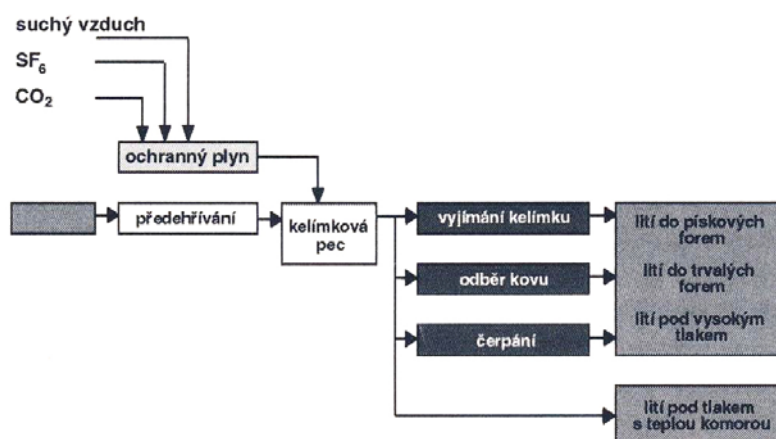 suchý vzduch
SF₆
CO₂
ochranný plyn
předehřívání
kelímková
pec
vyjímání kelímku
odběr kovu
čerpání
lití do pískových
forem
lití do trvalých
forem
lití pod vysokým
tlakem
lití pod tlakem
s teplou komorou